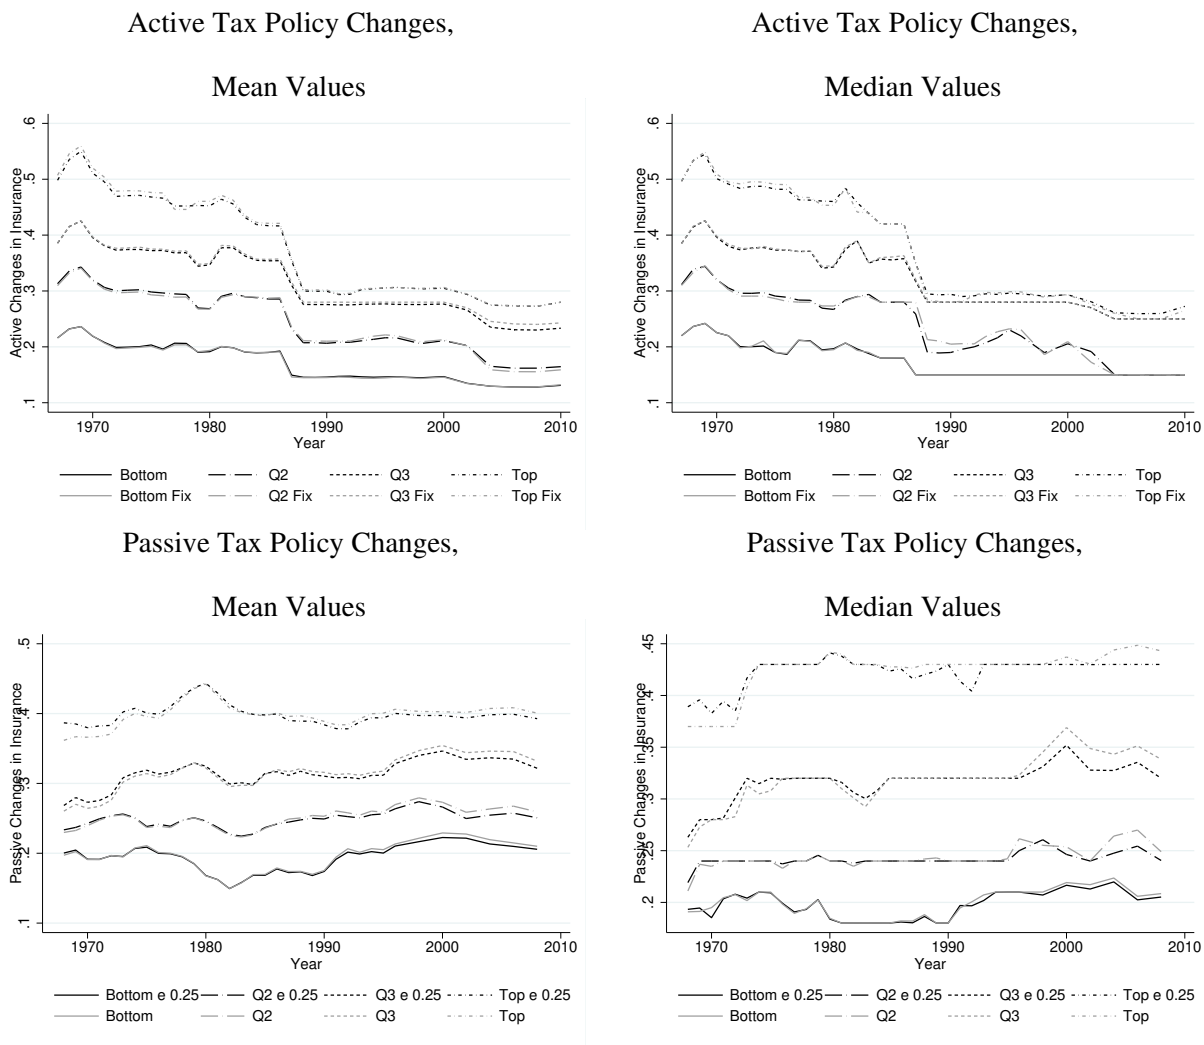 Active Tax Policy Changes,
Mean Values
Active Changes in Insurance
.6
.5
.4
.3
.2
.1
1970 1980 1990 2000 2010
Year
Bottom Q2 Q3 Top
Bottom Fix Q2 Fix Q3 Fix Top Fix
Active Tax Policy Changes,
Median Values
Active Changes in Insurance
.6
.5
.4
.3
.2
.1
1970 1980 1990 2000 2010
Year
Bottom Q2 Q3 Top
Bottom Fix Q2 Fix Q3 Fix Top Fix
Passive Tax Policy Changes,
Mean Values
Passive Changes in Insurance
.5
.4
.3
.2
.1
1970 1980 1990 2000 2010
Year
Bottom e 0.25 Q2 e 0.25 Q3 e 0.25 Top e 0.25
Bottom Q2 Q3 Top
Passive Tax Policy Changes,
Median Values
Passive Changes in Insurance
.45
.4
.35
.3
.25
.2
1970 1980 1990 2000 2010
Year
Bottom e 0.25 Q2 e 0.25 Q3 e 0.25 Top e 0.25
Bottom Q2 Q3 Top